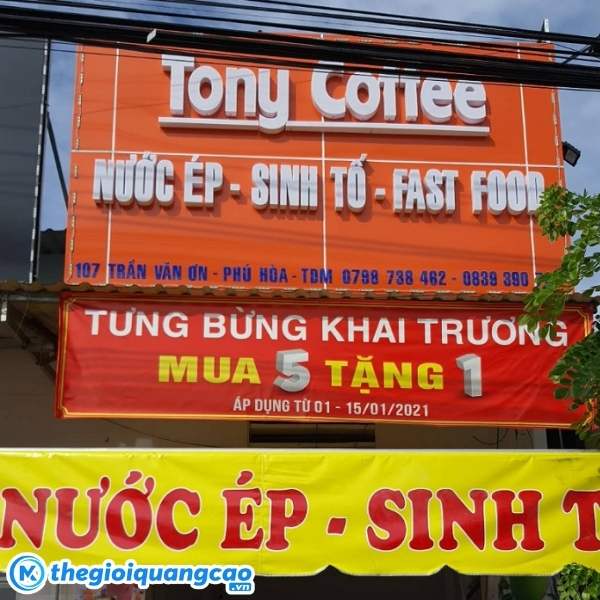 Tony Coffee
NƯỚC ÉP - SINH TỐ - FAST FOOD
107 TRẦN VĂN ƠN - PHÚ HÒA - TDM 0798 738 462 - 0839 390
TƯNG BỪNG KHAI TRƯƠNG
MUA 5 TẶNG 1
ÁP DỤNG TỪ 01 - 15/01/2021
NƯỚC ÉP - SINH T
thegioiquangcao
.vn